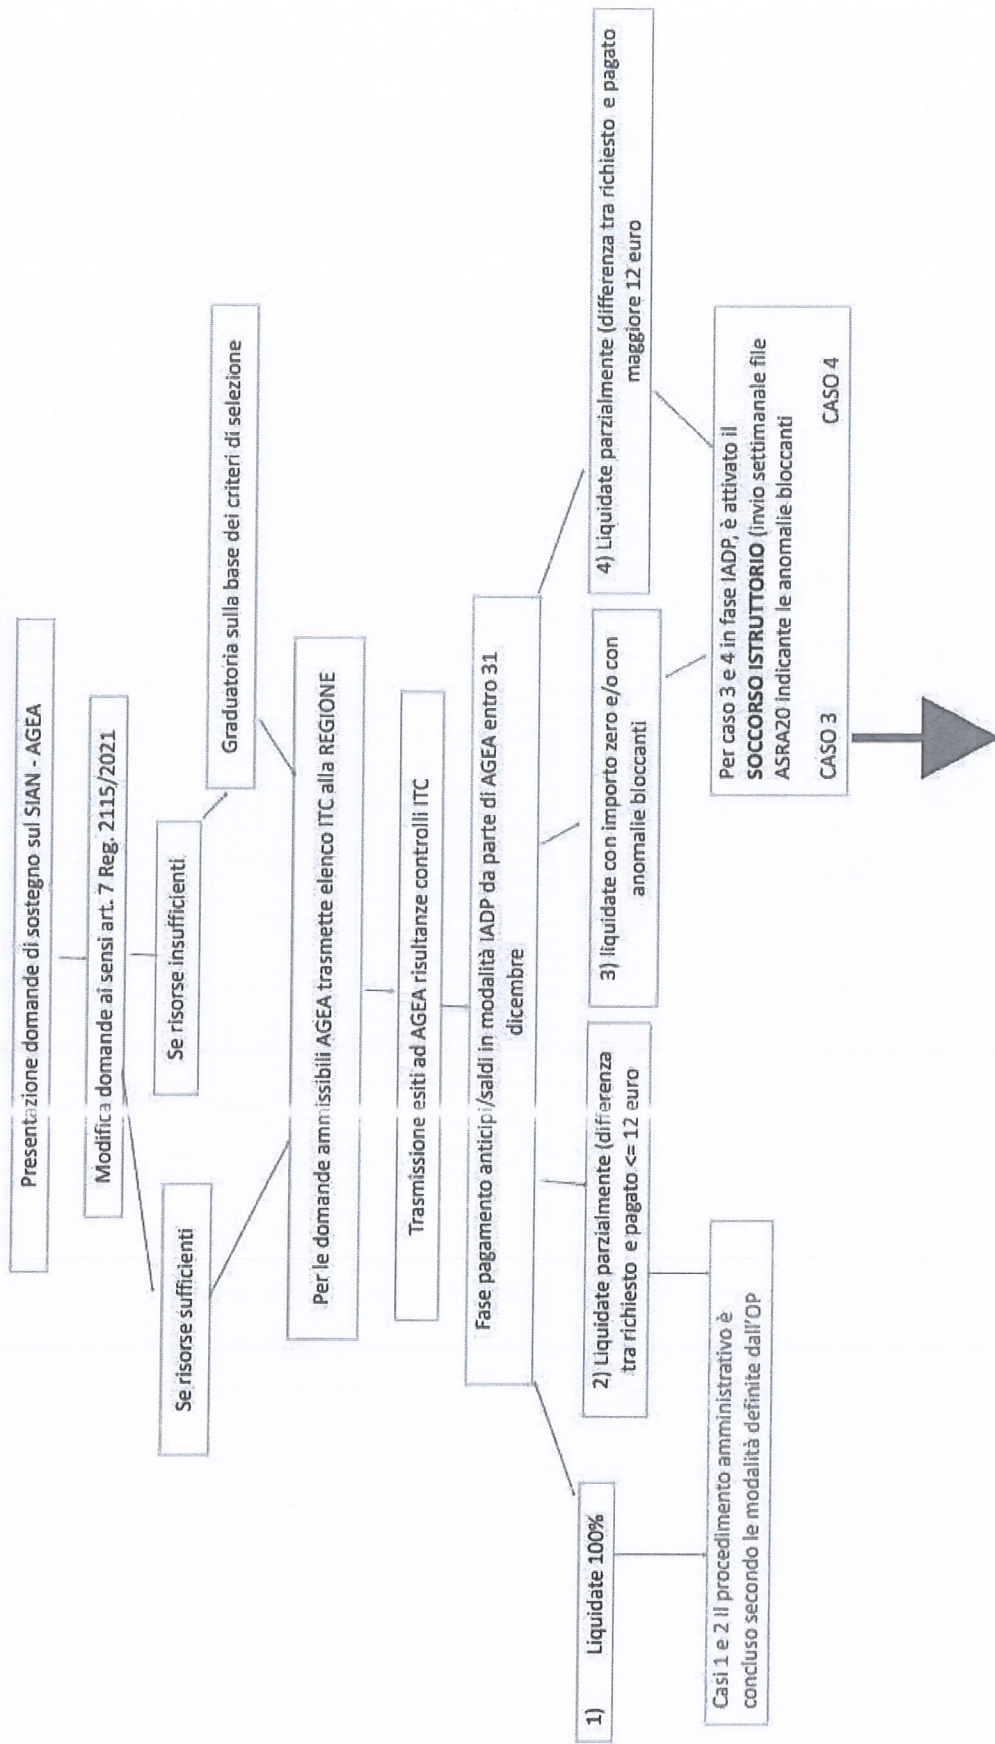 Presentazione domande di sostegno sul SIAN - AGEA
Modifica domande ai sensi art. 7 Reg. 2115/2021
Se risorse sufficienti
Se risorse insufficienti
Graduatoria sulla base dei criteri di selezione
Per le domande ammissibili AGEA trasmette elenco ITC alla REGIONE
Trasmissione esiti ad AGEA risultanze controlli ITC
Fase pagamento anticipi/saldi in modalità IADP da parte di AGEA entro 31
dicembre
1) Liquidate 100%
2) Liquidate parzialmente (differenza
tra richiesto e pagato <= 12 euro
3) liquidate con importo zero e/o con
anomalie bloccanti
4) Liquidate parzialmente (differenza tra richiesto e pagato
maggiore 12 euro
Casi 1 e 2 Il procedimento amministrativo è
concluso secondo le modalità definite dall'OP
Per caso 3 e 4 in fase IADP, è attivato il
SOCCORSO ISTRUTTORIO (invio settimanale file
ASRA20 indicante le anomalie bloccanti
CASO 3 CASO 4